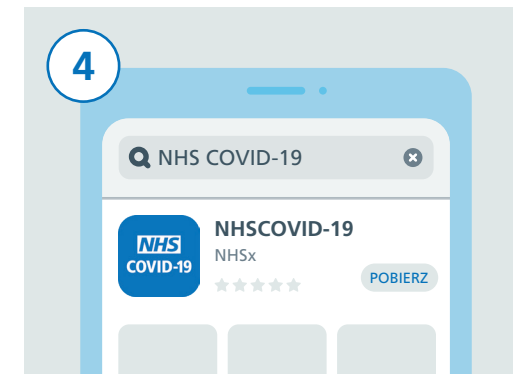 4
NHS COVID-19
NHS
COVID-19
NHSCOVID-19
NHSx
POBIERZ